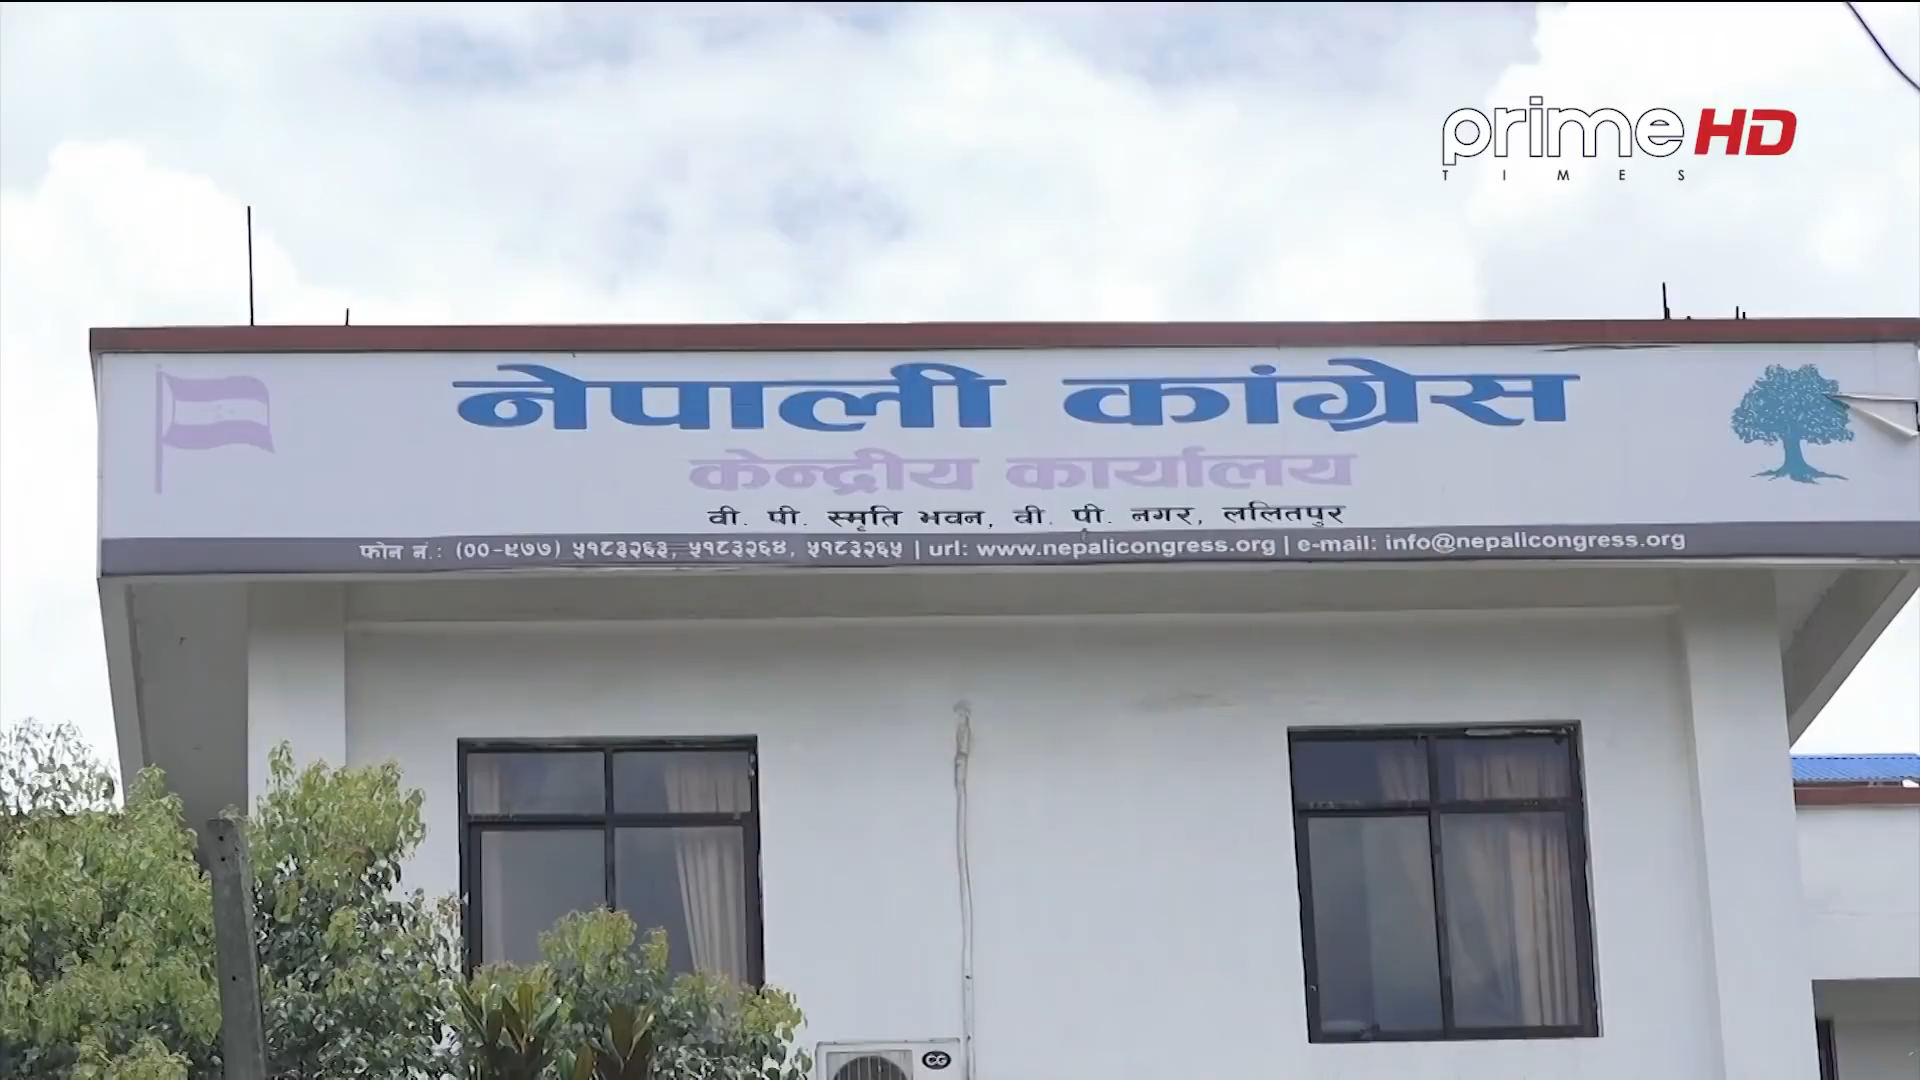 prime HD
TIMES
नेपाली कांग्रेस
केन्द्रीय कार्यालय
वी. पी. स्मृति भवन, वी. पी. नगर, ललितपुर
फोन नं.: (००-९७७) ५१८३२६३, ५१८३२६४, ५१८३२६५ | url: www.nepalicongress.org | e-mail: info@nepalicongress.org
CG